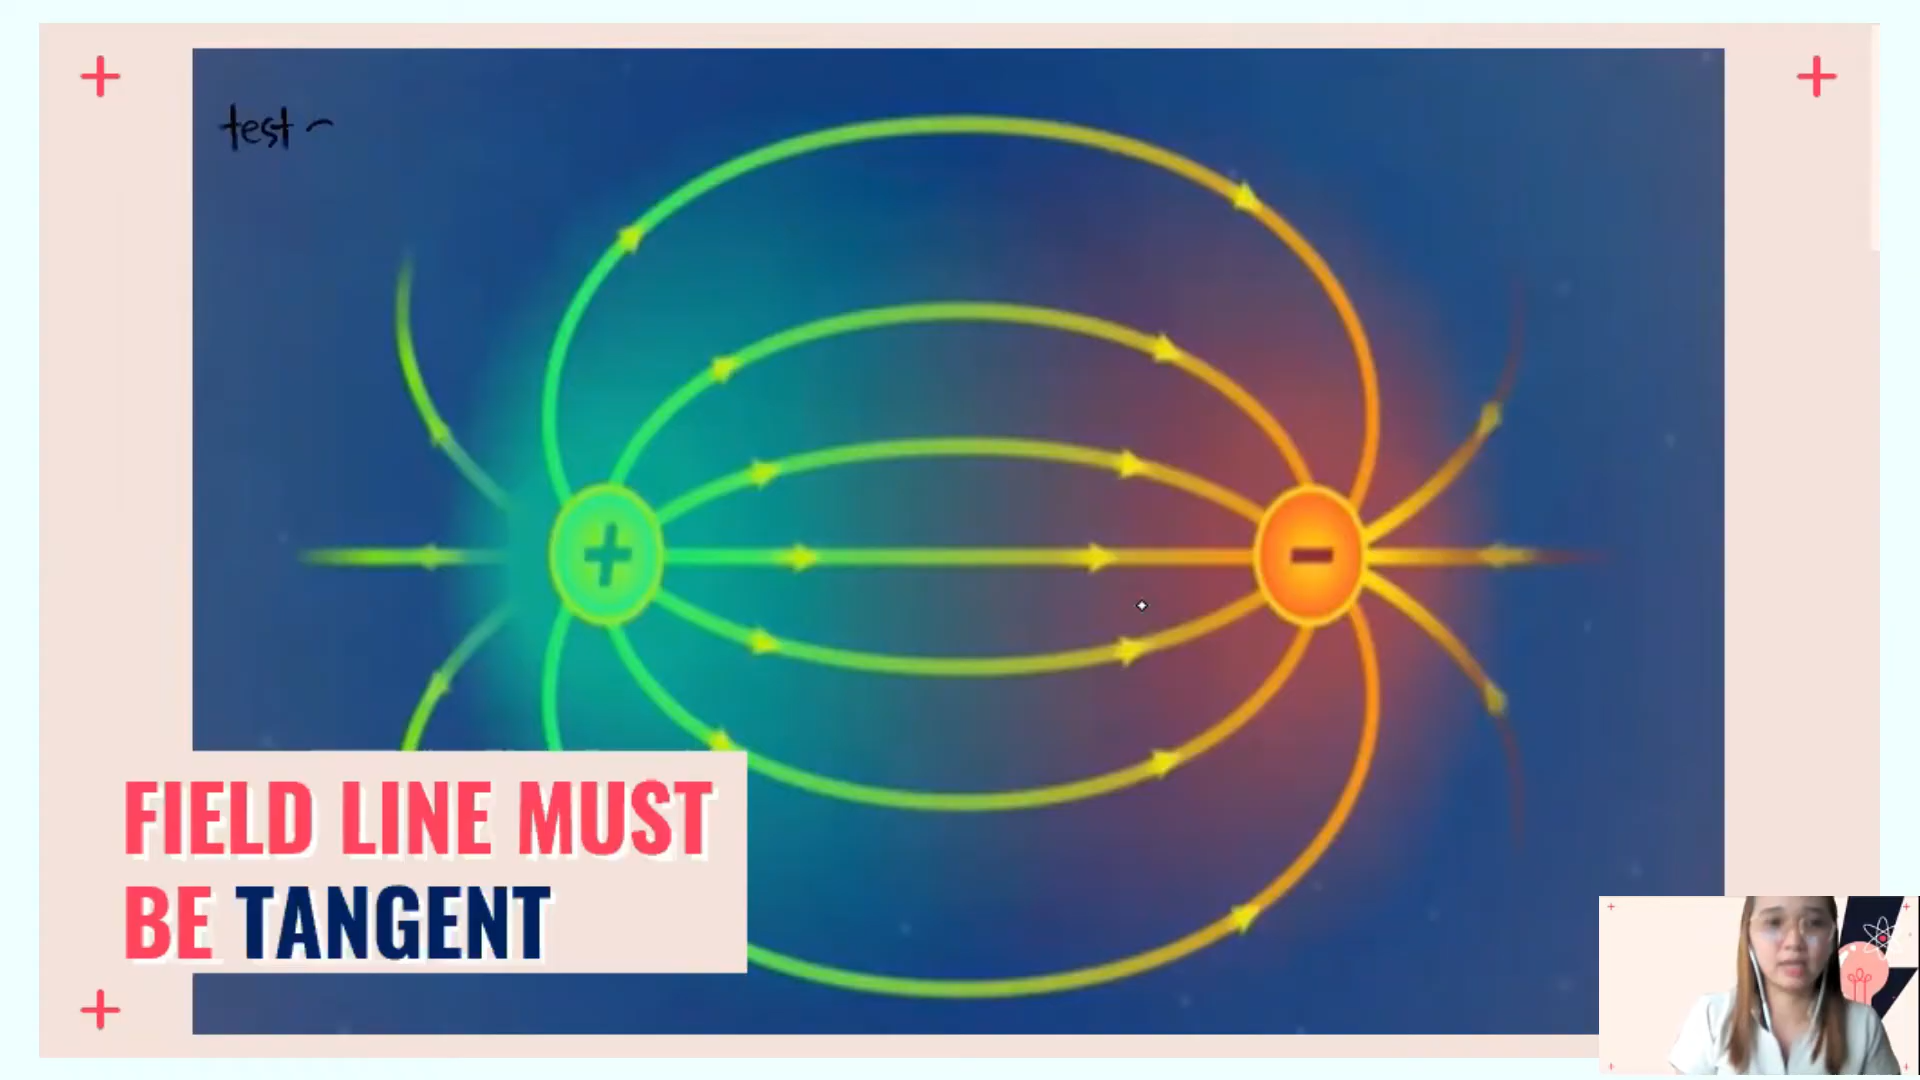 test ~
+
-
FIELD LINE MUST
BE TANGENT